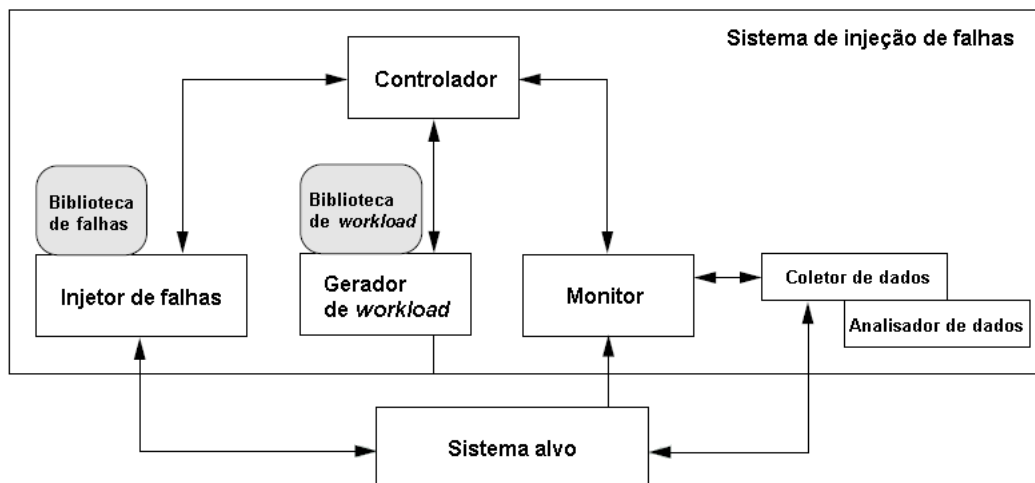 Sistema de injeção de falhas
Controlador
Biblioteca
de falhas
Biblioteca
de workload
Injetor de falhas
Gerador
de workload
Monitor
Coletor de dados
Analisador de dados
Sistema alvo